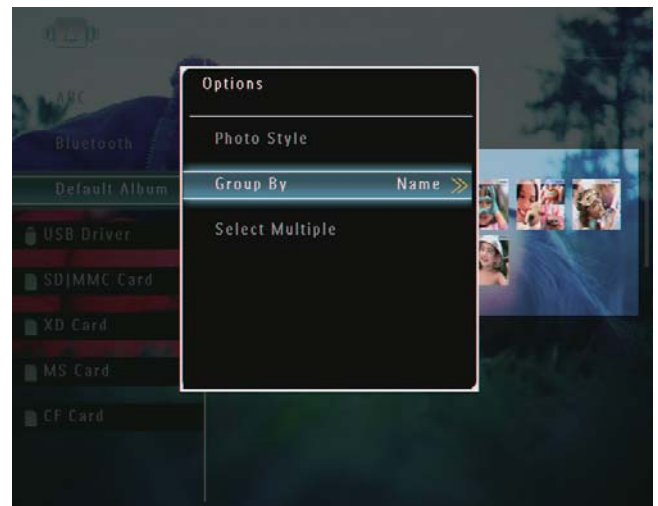 Options
Photo Style
Group By Name
Select Multiple
ABC
Bluetooth
Default Album
USB Driver
SD|MMC Card
XD Card
MS Card
CF Card